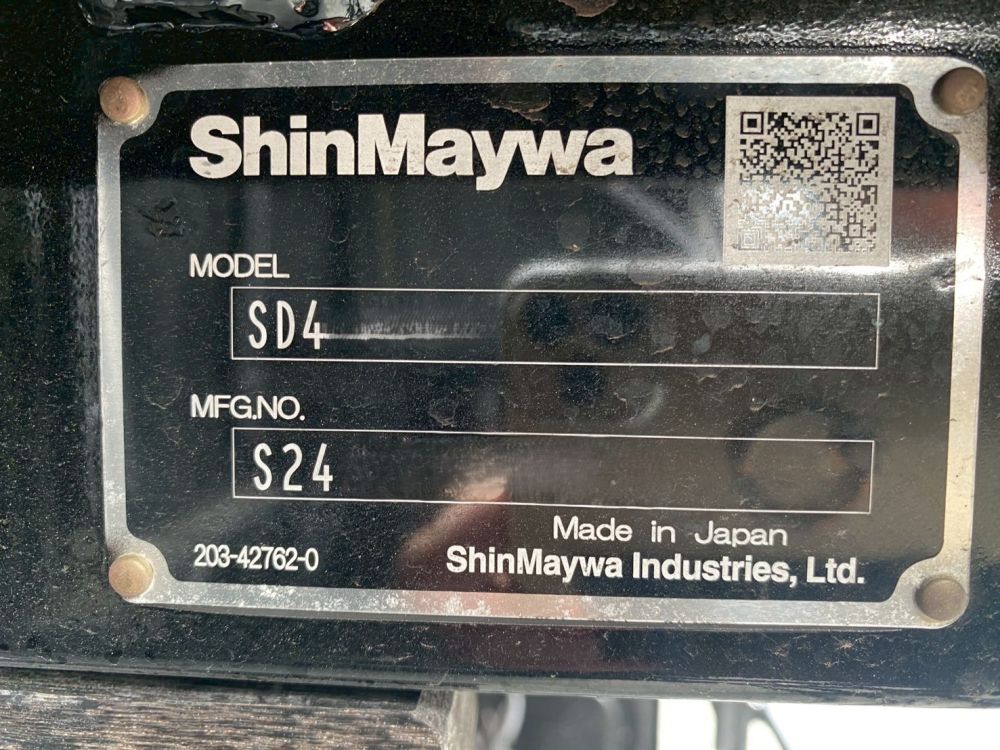 ShinMaywa
MODEL
SD4
MFG.NO.
S24
Made in Japan
203-42762-0
ShinMaywa Industries, Ltd.